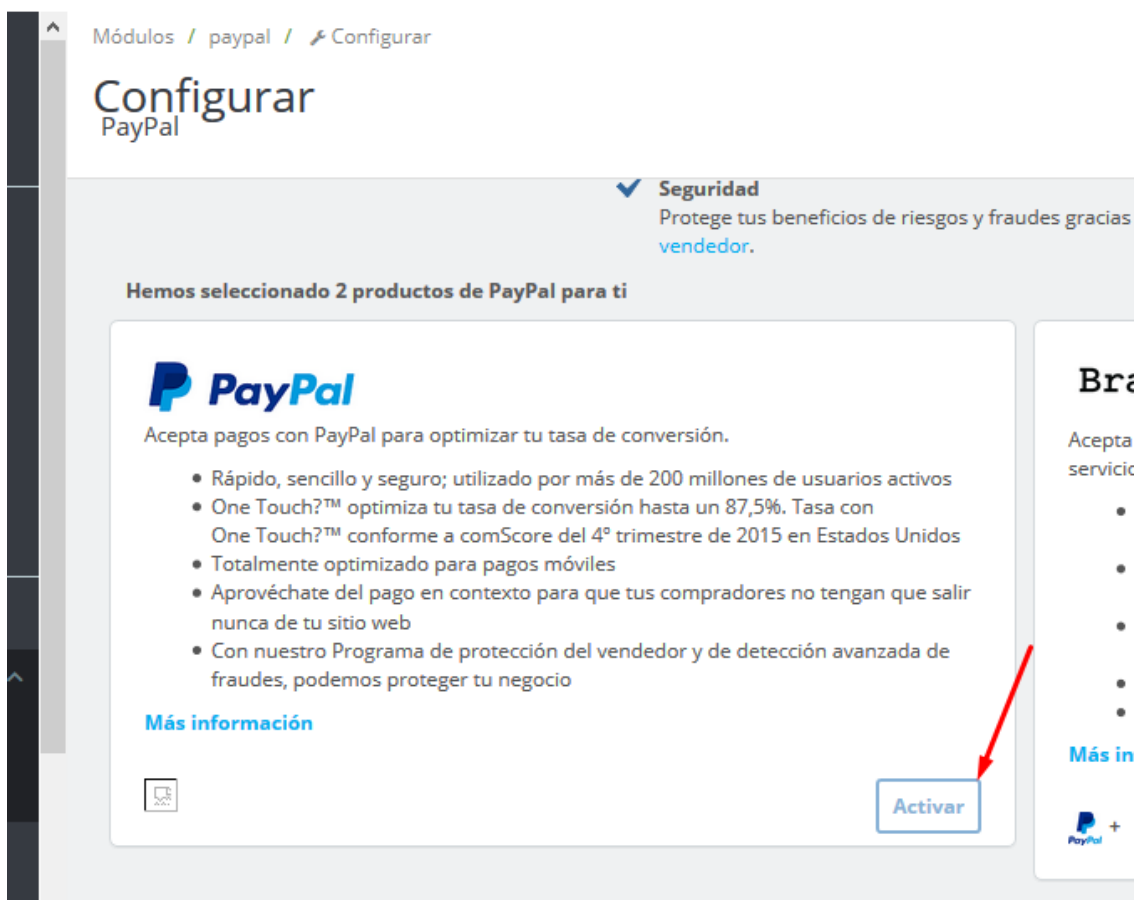 Módulos / paypal / Configurar
Configurar
PayPal
Seguridad
Protege tus beneficios de riesgos y fraudes gracias
vendedor.
Hemos seleccionado 2 productos de PayPal para ti
PayPal
Acepta pagos con PayPal para optimizar tu tasa de conversión.
• Rápido, sencillo y seguro; utilizado por más de 200 millones de usuarios activos
• One Touch?™ optimiza tu tasa de conversión hasta un 87,5%. Tasa con
One Touch?™ conforme a comScore del 4º trimestre de 2015 en Estados Unidos
• Totalmente optimizado para pagos móviles
• Aprovéchate del pago en contexto para que tus compradores no tengan que salir
nunca de tu sitio web
• Con nuestro Programa de protección del vendedor y de detección avanzada de
fraudes, podemos proteger tu negocio
Más información
Activar
Acepta
PayPal +